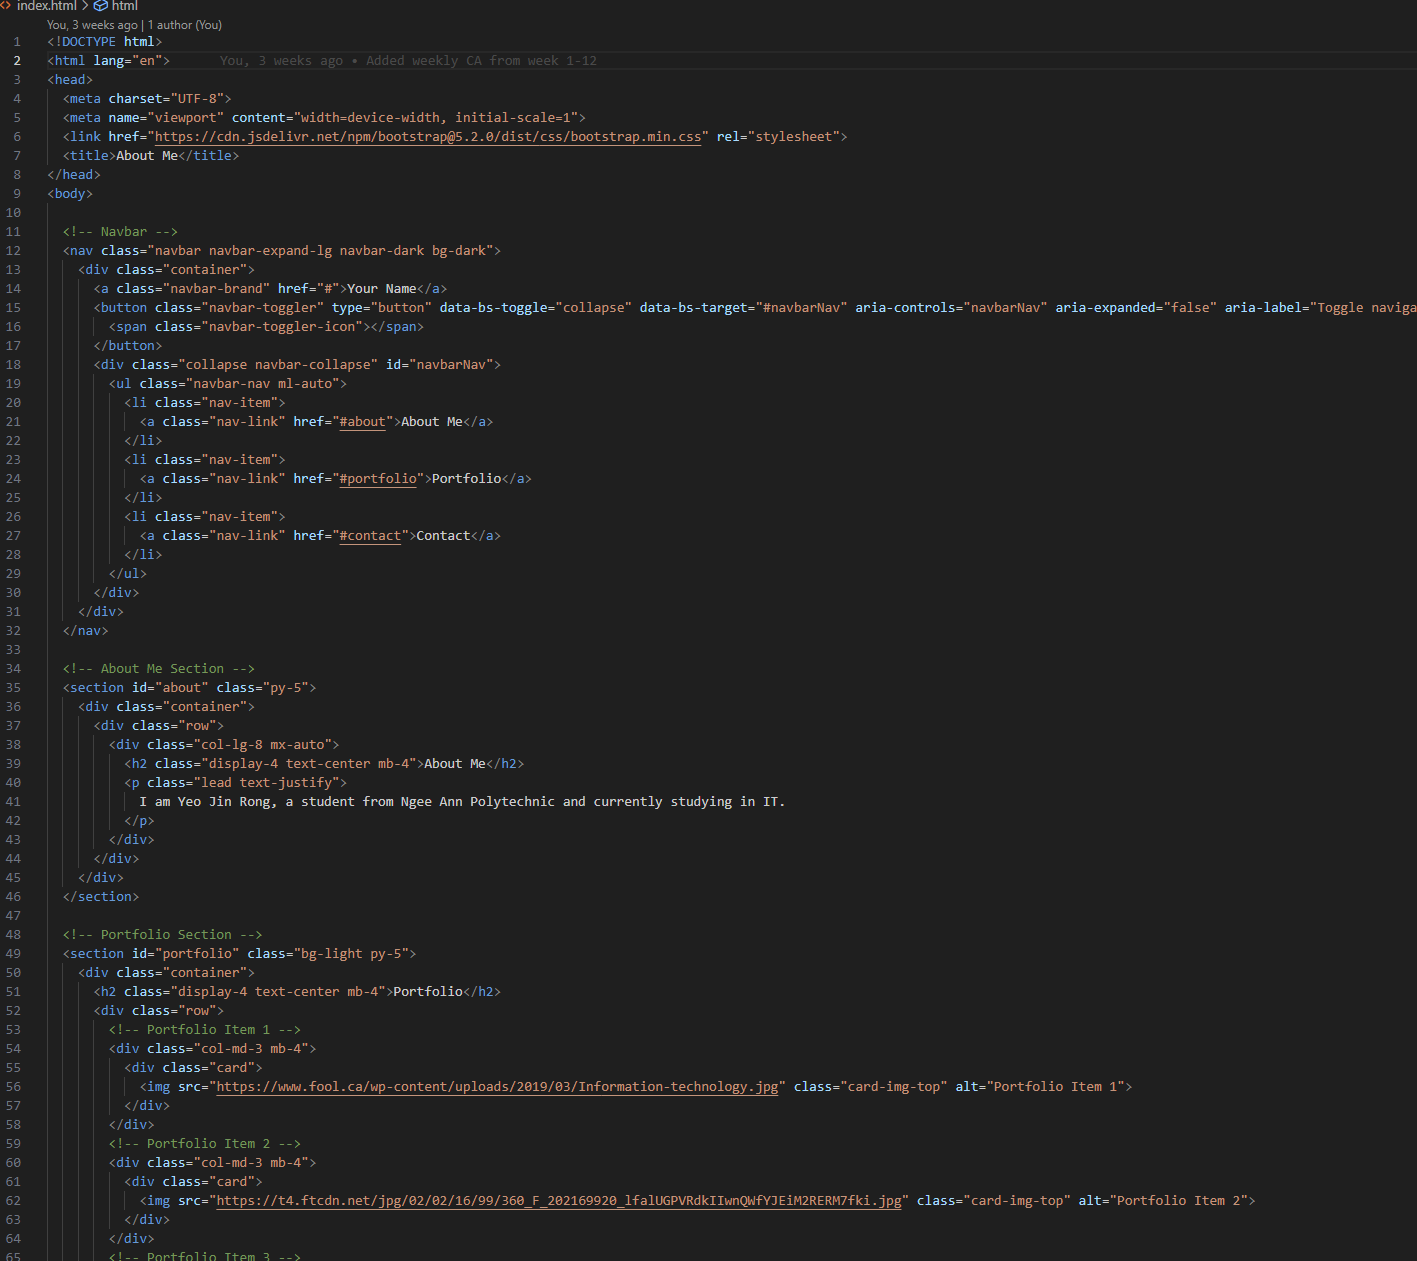 index.html > html
You, 3 weeks ago | 1 author (You)
1 <!DOCTYPE html>
2 <html lang="en"> You, 3 weeks ago • Added weekly CA from week 1-12
3 <head>
4 <meta charset="UTF-8">
5 <meta name="viewport" content="width=device-width, initial-scale=1">
6 <link href="https://cdn.jsdelivr.net/npm/bootstrap@5.2.0/dist/css/bootstrap.min.css" rel="stylesheet">
7 <title>About Me</title>
8 </head>
9 <body>
10
11 <!-- Navbar -->
12 <nav class="navbar navbar-expand-lg navbar-dark bg-dark">
13 <div class="container">
14 <a class="navbar-brand" href="#">Your Name</a>
15 <button class="navbar-toggler" type="button" data-bs-toggle="collapse" data-bs-target="#navbarNav" aria-controls="navbarNav" aria-expanded="false" aria-label="Toggle naviga
16 <span class="navbar-toggler-icon"></span>
17 </button>
18 <div class="collapse navbar-collapse" id="navbarNav">
19 <ul class="navbar-nav ml-auto">
20 <li class="nav-item">
21 <a class="nav-link" href="#about">About Me</a>
22 </li>
23 <li class="nav-item">
24 <a class="nav-link" href="#portfolio">Portfolio</a>
25 </li>
26 <li class="nav-item">
27 <a class="nav-link" href="#contact">Contact</a>
28 </li>
29 </ul>
30 </div>
31 </div>
32 </nav>
33
34 <!-- About Me Section -->
35 <section id="about" class="py-5">
36 <div class="container">
37 <div class="row">
38 <div class="col-lg-8 mx-auto">
39 <h2 class="display-4 text-center mb-4">About Me</h2>
40 <p class="lead text-justify">
41 I am Yeo Jin Rong, a student from Ngee Ann Polytechnic and currently studying in IT.
42 </p>
43 </div>
44 </div>
45 </div>
46 </section>
47
48 <!-- Portfolio Section -->
49 <section id="portfolio" class="bg-light py-5">
50 <div class="container">
51 <h2 class="display-4 text-center mb-4">Portfolio</h2>
52 <div class="row">
53 <!-- Portfolio Item 1 -->
54 <div class="col-md-3 mb-4">
55 <div class="card">
56 <img src="https://www.fool.ca/wp-content/uploads/2019/03/Information-technology.jpg" class="card-img-top" alt="Portfolio Item 1">
57 </div>
58 </div>
59 <!-- Portfolio Item 2 -->
60 <div class="col-md-3 mb-4">
61 <div class="card">
62 <img src="https://t4.ftcdn.net/jpg/02/02/16/99/360_F_202169920_lfalUGPVRdkIIwnQWfYJEiM2RERM7fki.jpg" class="card-img-top" alt="Portfolio Item 2">
63 </div>
64 </div>
65 <!-- Portfolio Item 3 -->